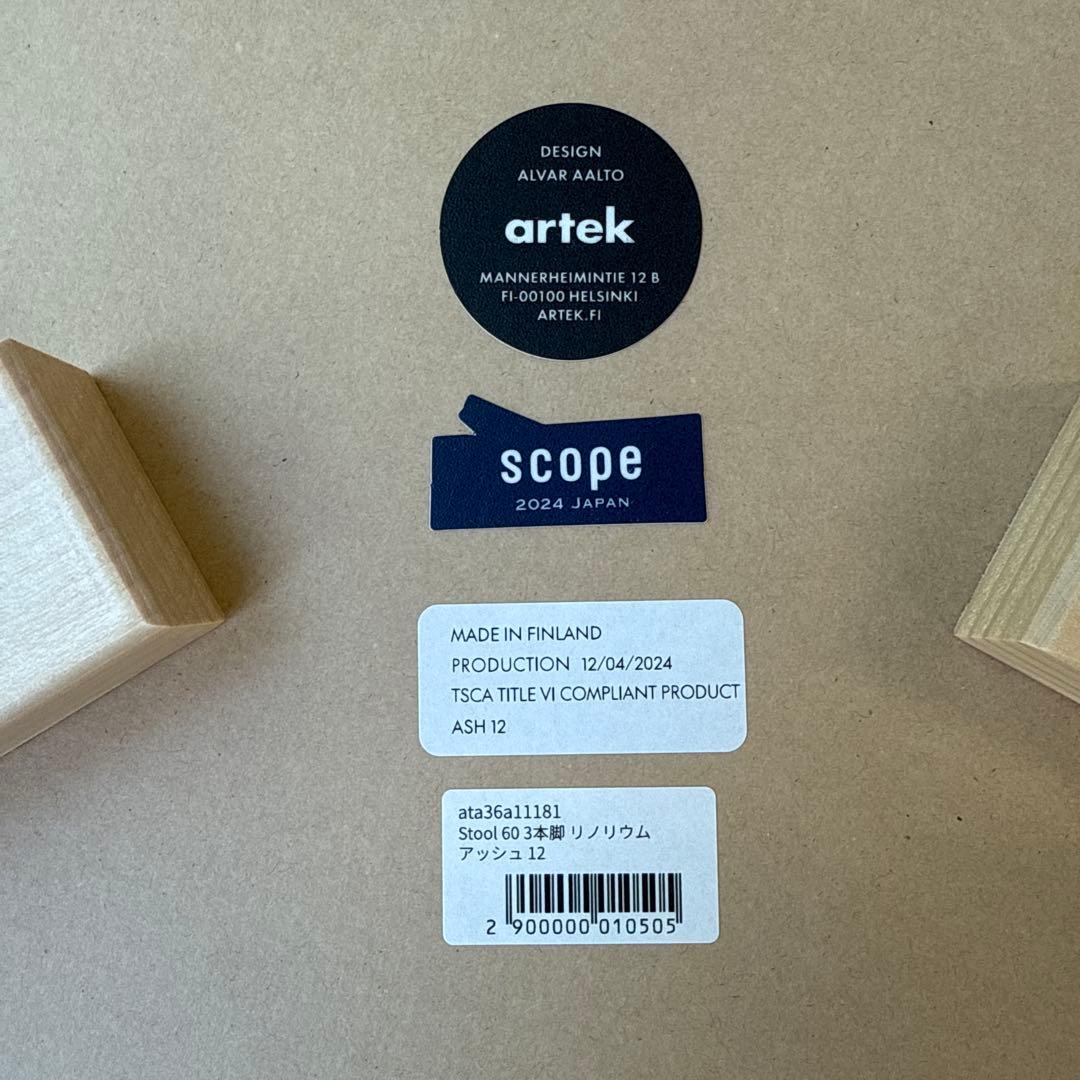 DESIGN
ALVAR AALTO
artek
MANNERHEIMINTIE 12 B
FI-00100 HELSINKI
ARTEK.FI
scope
2024 JAPAN
MADE IN FINLAND
PRODUCTION 12/04/2024
TSCA TITLE VI COMPLIANT PRODUCT
ASH 12
ata36a11181
Stool 60 3本脚 リノリウム
アッシュ 12
2 900000 010505